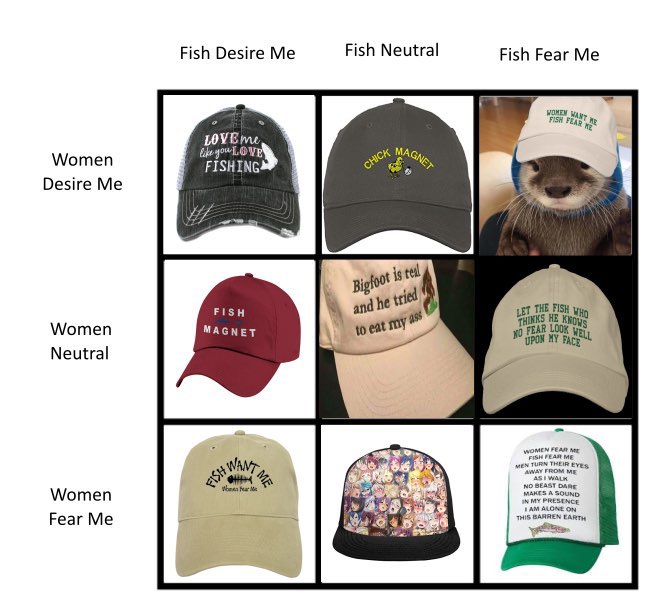 Fish Desire Me
Fish Neutral
Fish Fear Me
Women
Desire Me
LOVE me
like you LOVE
FISHING
CHICK MAGNET
WOMEN WANT ME
FISH FEAR ME
Women
Neutral
FISH
MAGNET
Bigfoot is real
and he tried
to eat my ass
LET THE FISH WHO
THINKS HE KNOWS
NO FEAR LOOK WELL
UPON MY FACE
Women
Fear Me
FISH WANT ME
Women Fear Me
WOMEN FEAR ME
FISH FEAR ME
MEN TURN THEIR EYES
AWAY FROM ME
AS I WALK
NO BEAST DARE
MAKES A SOUND
IN MY PRESENCE
I AM ALONE ON
THIS BARREN EARTH